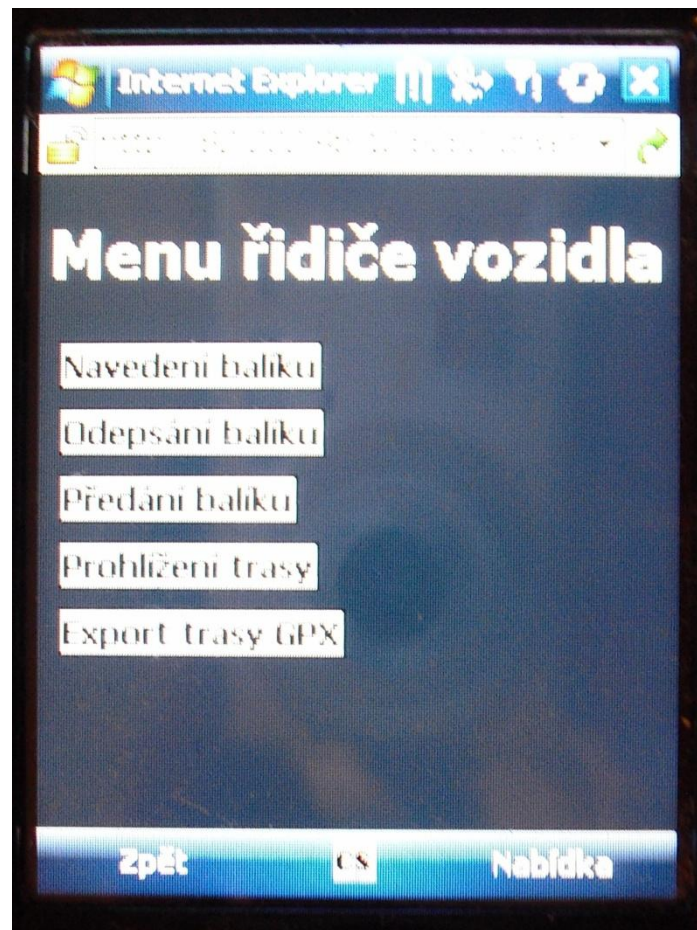 Internet Explorer
Menu řidiče vozidla
Navedení balíku
Odepsání balíku
Předání balíku
Prohlížení trasy
Export trasy GPX
Zpět CS Nabídka